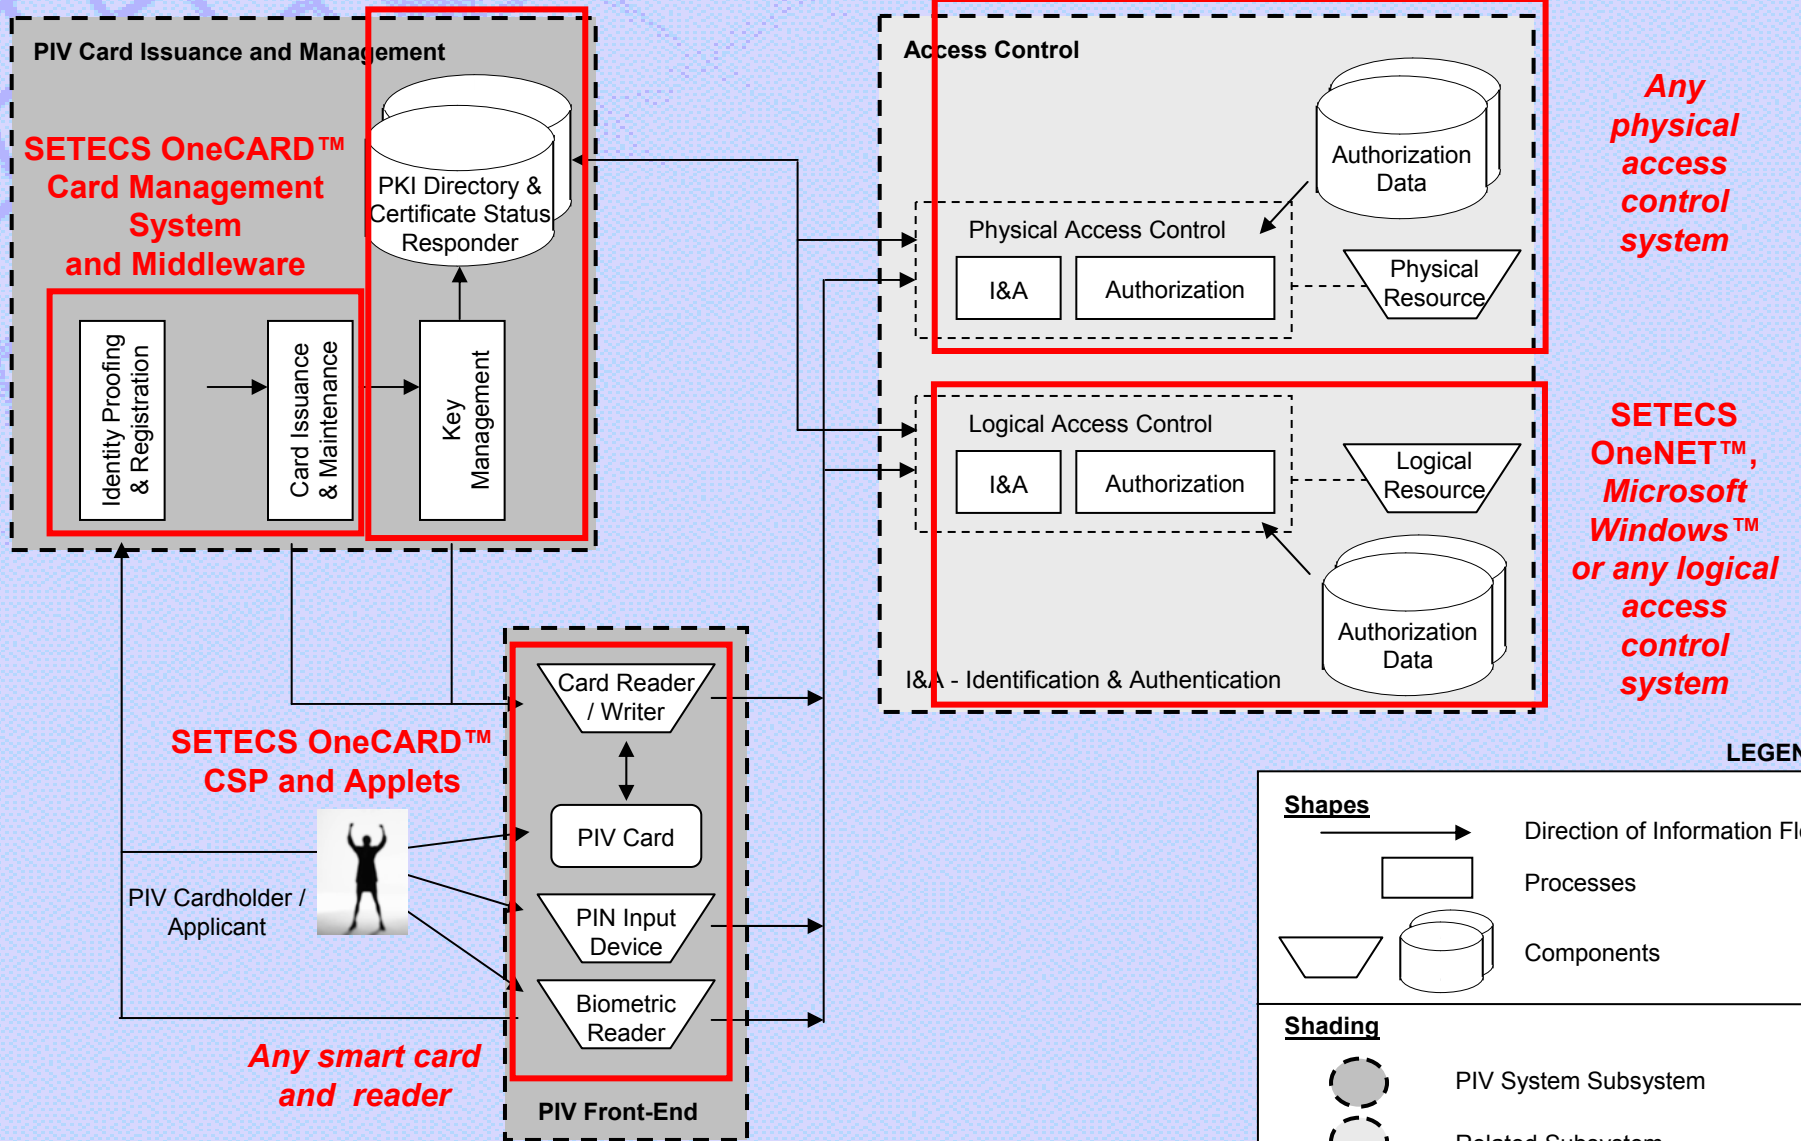 PIV Card Issuance and Management
SETECS OneCARD™
Card Management
System
and Middleware
PKI Directory &
Certificate Status
Responder
Identity Proofing
& Registration
Card Issuance
& Maintenance
Key
Management
Access Control
Authorization
Data
Physical Access Control
I&A
Authorization
Physical
Resource
Logical Access Control
I&A
Authorization
Logical
Resource
Authorization
Data
I&A - Identification & Authentication
Any
physical
access
control
system
SETECS
OneNET™,
Microsoft
Windows™
or any logical
access
control
system
SETECS OneCARD™
CSP and Applets
PIV Cardholder /
Applicant
Any smart card
and reader
Card Reader
/ Writer
PIV Card
PIN Input
Device
Biometric
Reader
PIV Front-End
LEGEN
Shapes
Direction of Information Flo
Processes
Components
Shading
PIV System Subsystem
Related Subsystem